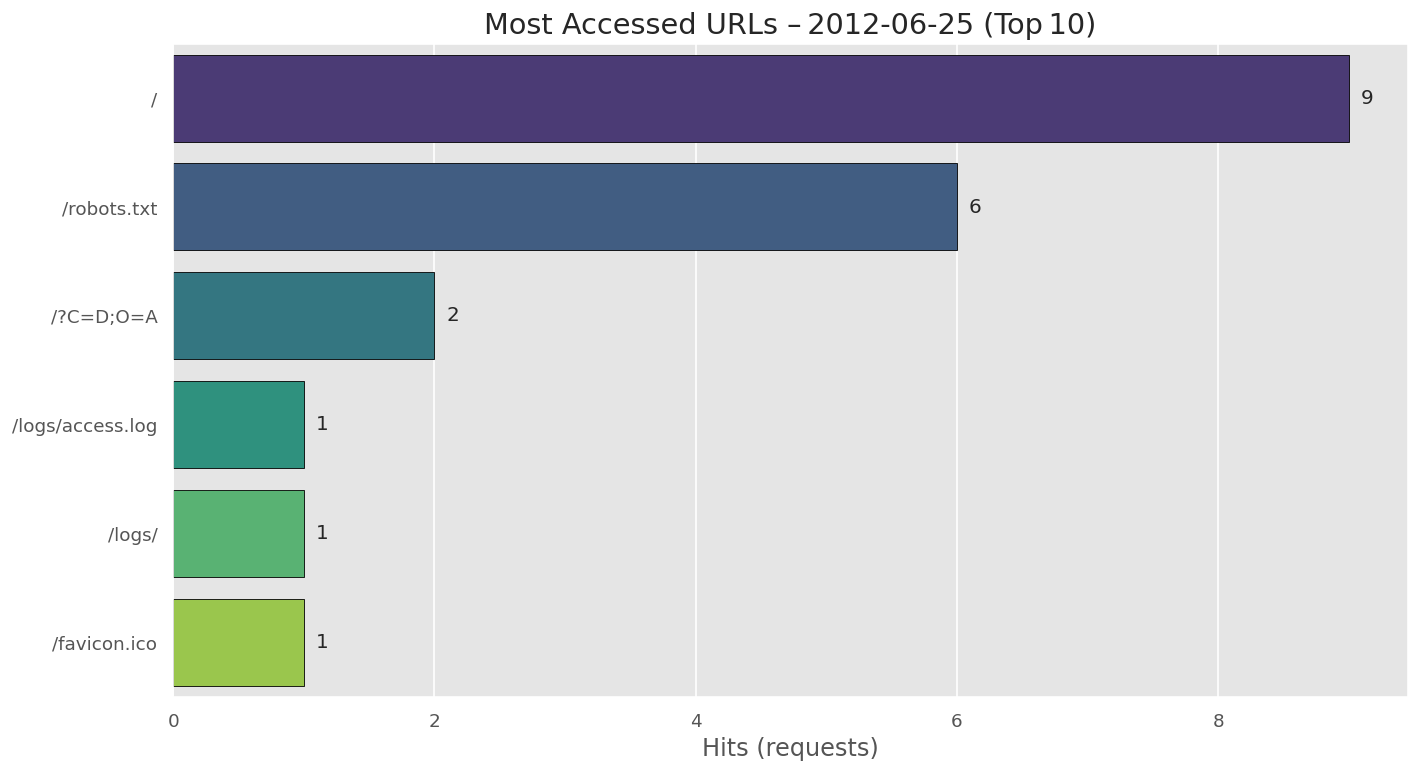 Most Accessed URLs – 2012-06-25 (Top 10)
/
9
/robots.txt
6
/?C=D;O=A
2
/logs/access.log
1
/logs/
1
/favicon.ico
1
0 2 4 6 8
Hits (requests)